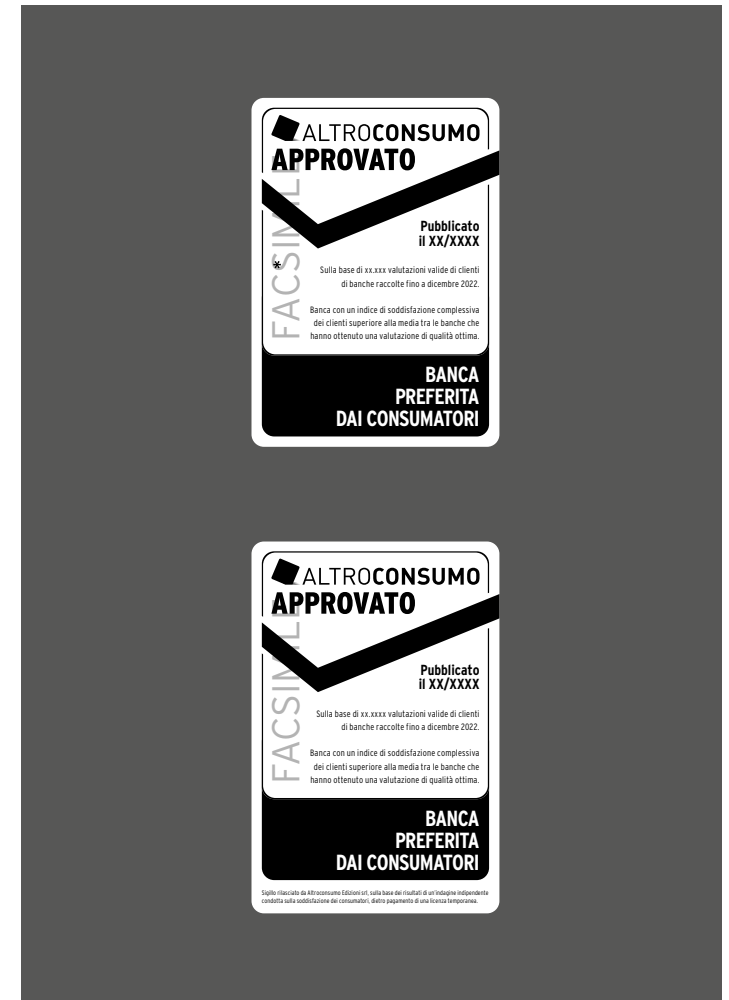 ALTROCONSUMO
APPROVATO
FACSIMILE
Pubblicato
il XX/XXXX
*
Sulla base di xx.xxx valutazioni valide di clienti
di banche raccolte fino a dicembre 2022.
Banca con un indice di soddisfazione complessiva
dei clienti superiore alla media tra le banche che
hanno ottenuto una valutazione di qualità ottima.
BANCA
PREFERITA
DAI CONSUMATORI
ALTROCONSUMO
APPROVATO
FACSIMILE
Pubblicato
il XX/XXXX
Sulla base di xx.xxxx valutazioni valide di clienti
di banche raccolte fino a dicembre 2022.
Banca con un indice di soddisfazione complessiva
dei clienti superiore alla media tra le banche che
hanno ottenuto una valutazione di qualità ottima.
BANCA
PREFERITA
DAI CONSUMATORI
Sigillo rilasciato da Altroconsumo Edizioni srl, sulla base dei risultati di un'indagine indipendente
condotta sulla soddisfazione dei consumatori, dietro pagamento di una licenza temporanea.